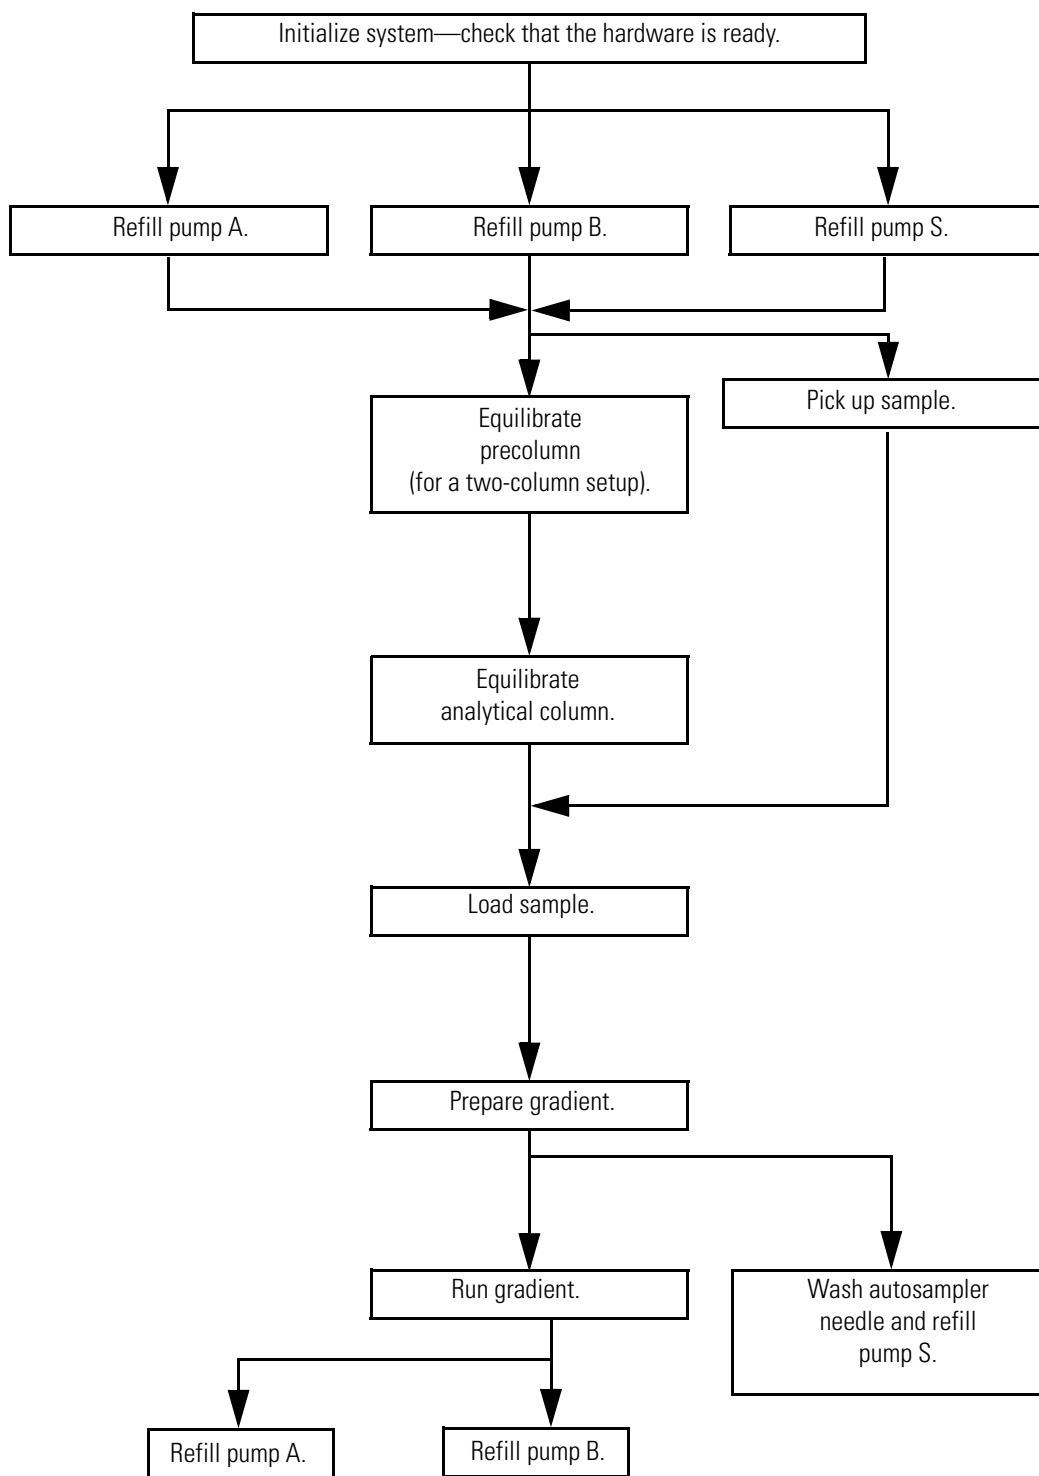 Initialize system—check that the hardware is ready.
Refill pump A.
Refill pump B.
Refill pump S.
Equilibrate
precolumn
(for a two-column setup).
Pick up sample.
Equilibrate
analytical column.
Load sample.
Prepare gradient.
Run gradient.
Wash autosampler
needle and refill
pump S.
Refill pump A.
Refill pump B.